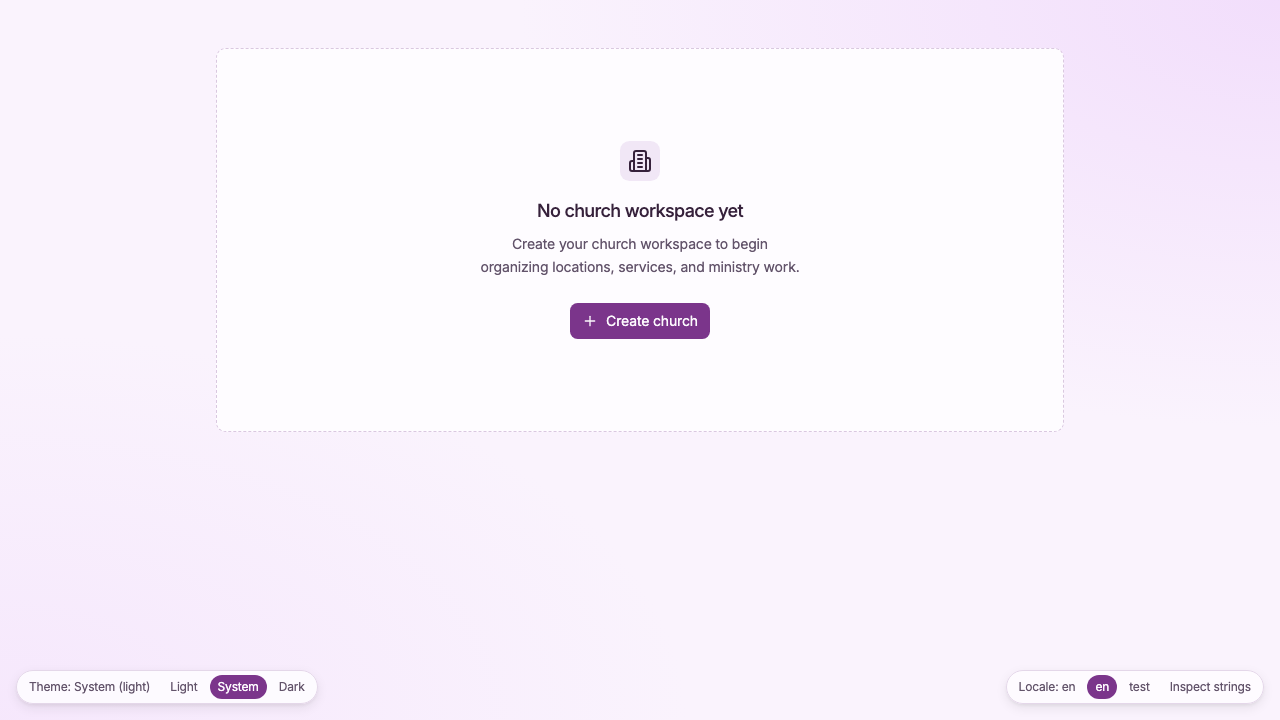 No church workspace yet
Create your church workspace to begin
organizing locations, services, and ministry work.
Create church
Theme: System (light) Light System Dark
Locale: en en test Inspect strings